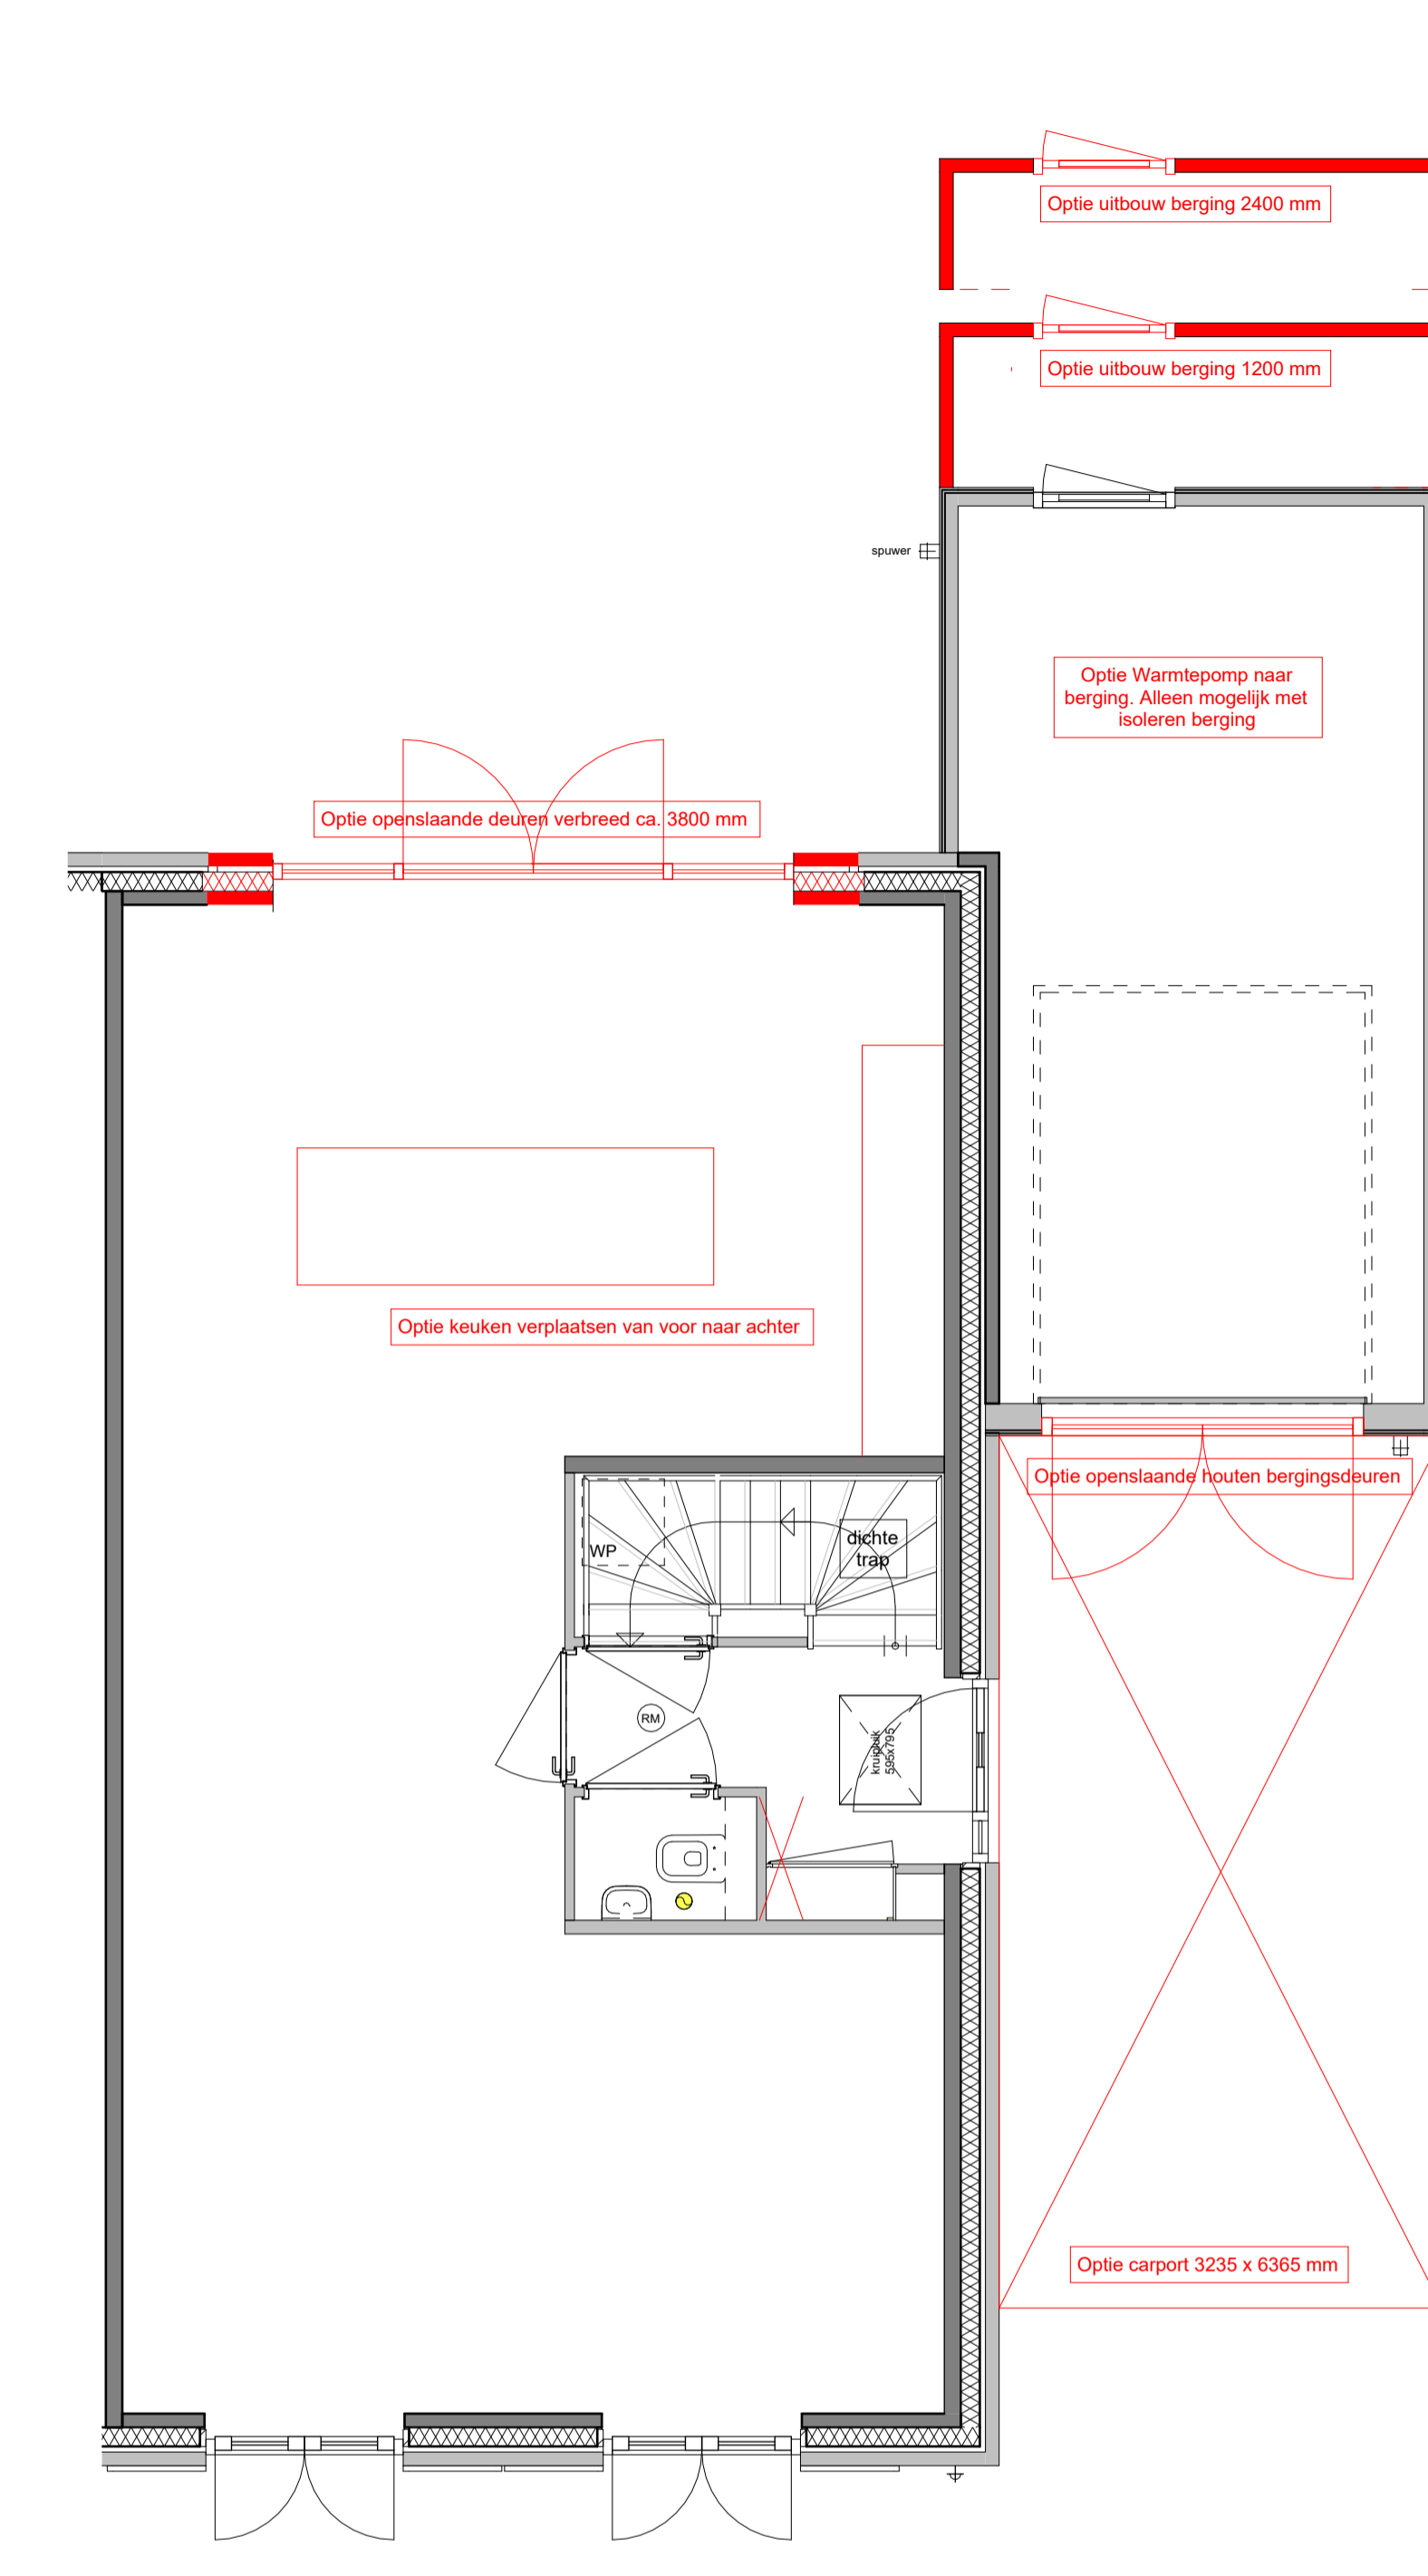 Optie uitbouw berging 2400 mm
Optie uitbouw berging 1200 mm
spuwer
Optie Warmtepomp naar
berging. Alleen mogelijk met
isoleren berging
Optie openslaande deuren verbreed ca. 3800 mm
Optie keuken verplaatsen van voor naar achter
Optie openslaande houten bergingsdeuren
dichte
trap
WP
RM
kruipluik
595x795
Optie carport 3235 x 6365 mm